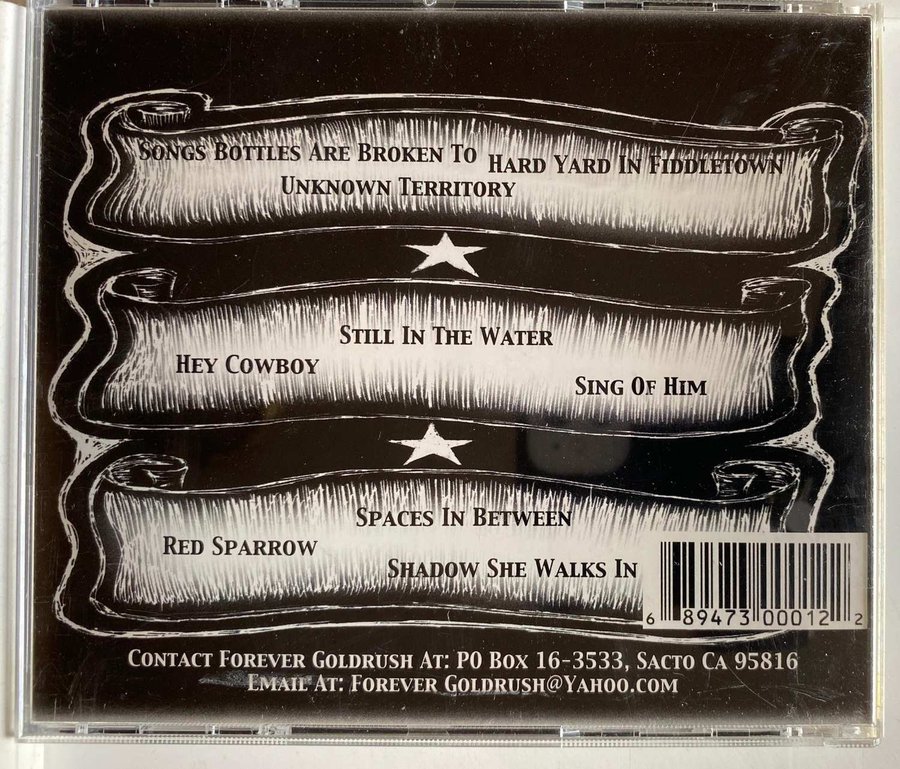 Songs Bottles Are Broken To
Hard Yard In Fiddletown
Unknown Territory
Still In The Water
Hey Cowboy
Sing Of Him
Spaces In Between
Red Sparrow
Shadow She Walks In
6 89473 00012 2
Contact Forever Goldrush At: PO Box 16-3533, Sacto CA 95816
Email At: Forever Goldrush@Yahoo.com